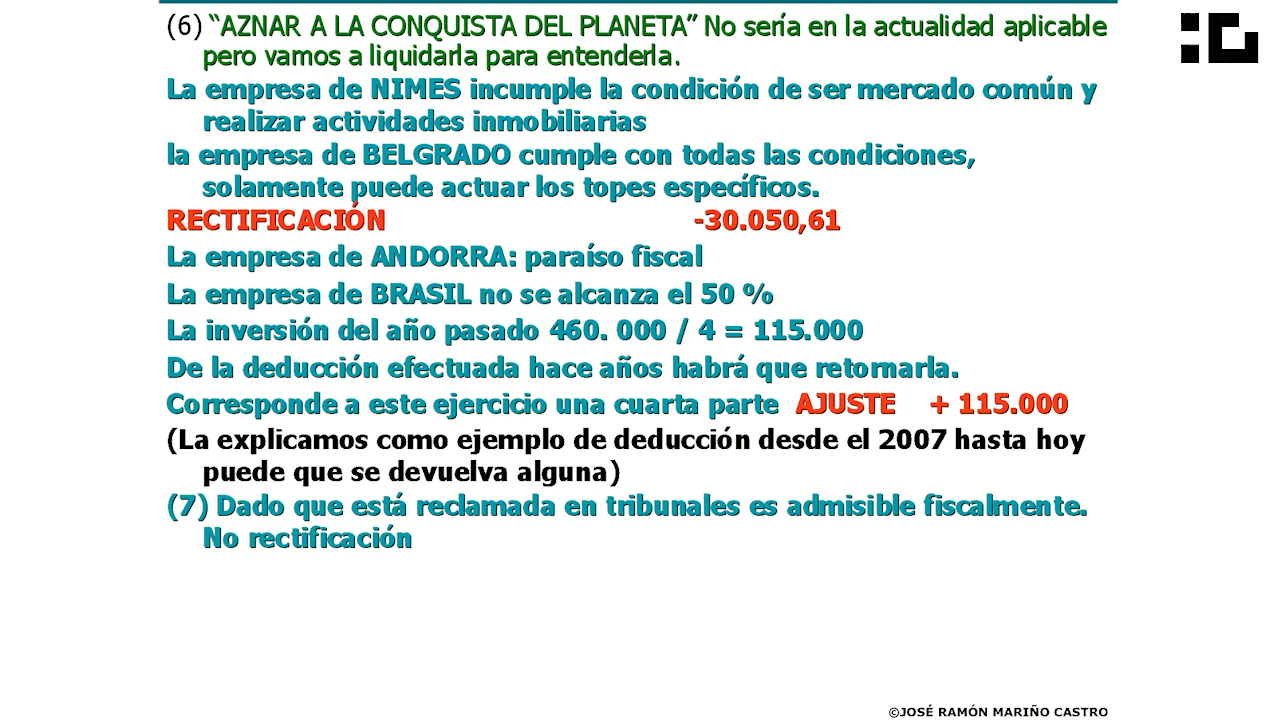 (6) “AZNAR A LA CONQUISTA DEL PLANETA” No sería en la actualidad aplicable
pero vamos a liquidarla para entenderla.
La empresa de NIMES incumple la condición de ser mercado común y
realizar actividades inmobiliarias
la empresa de BELGRADO cumple con todas las condiciones,
solamente puede actuar los topes específicos.
RECTIFICACIÓN -30.050,61
La empresa de ANDORRA: paraíso fiscal
La empresa de BRASIL no se alcanza el 50 %
La inversión del año pasado 460. 000 / 4 = 115.000
De la deducción efectuada hace años habrá que retornarla.
Corresponde a este ejercicio una cuarta parte AJUSTE + 115.000
(La explicamos como ejemplo de deducción desde el 2007 hasta hoy
puede que se devuelva alguna)
(7) Dado que está reclamada en tribunales es admisible fiscalmente.
No rectificación
©JOSÉ RAMÓN MARIÑO CASTRO